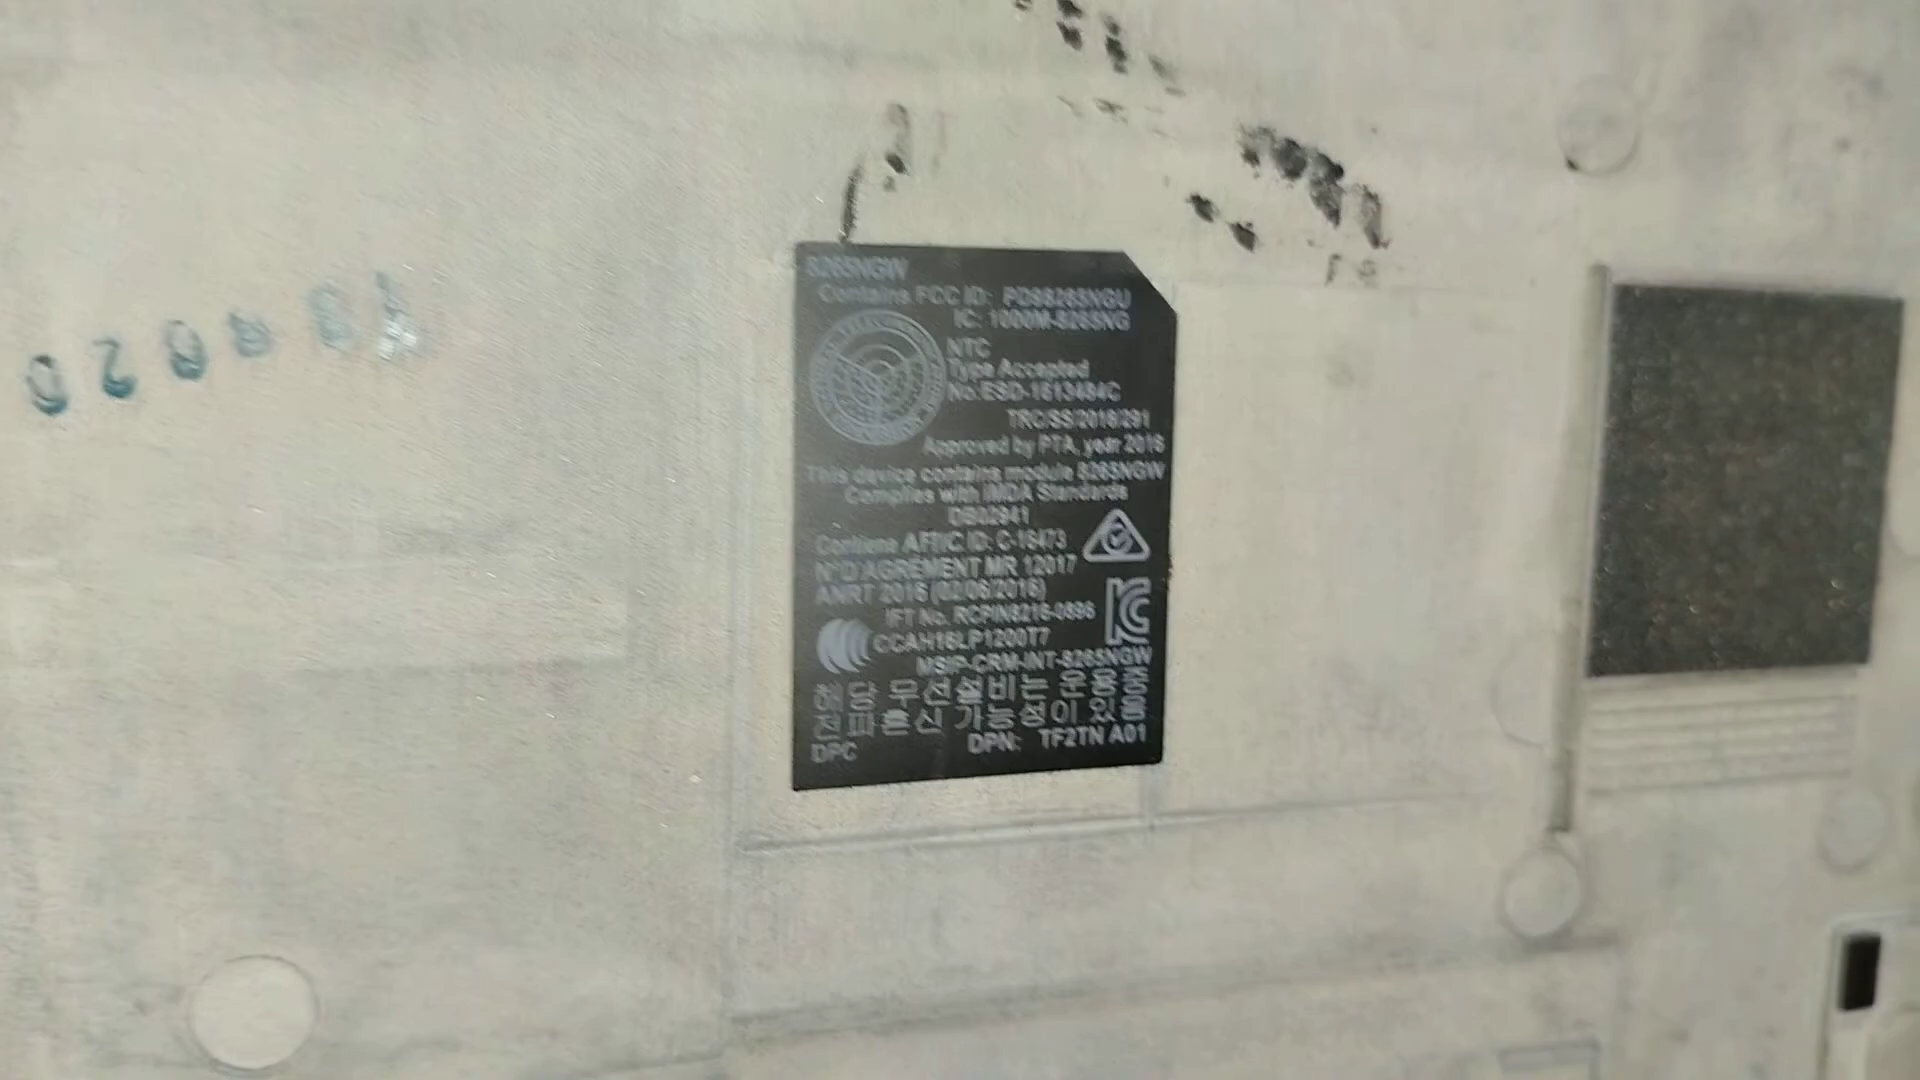 8265NGW
Contains FCC ID: PD98265NGU
IC: 1000M-8265NG
NTC
Type Accepted
No.ESD-1613484C
TRC/SS/2016/291
Approved by PTA, year 2016
This device contains module 8265NGW
Complies with IMDA Standards
DB02941
Contiene AFTIC ID: C-16473
N°D'AGREMENT MR 12017
ANRT 2016 (02/06/2016)
IFT No. RCPIN8216-0896
CCAH16LP1200T7
MSIP-CRM-INT-8265NGW
해당 무선설비는 운용중
전파혼신 가능성이 있음
DPC DPN: TF2TN A01